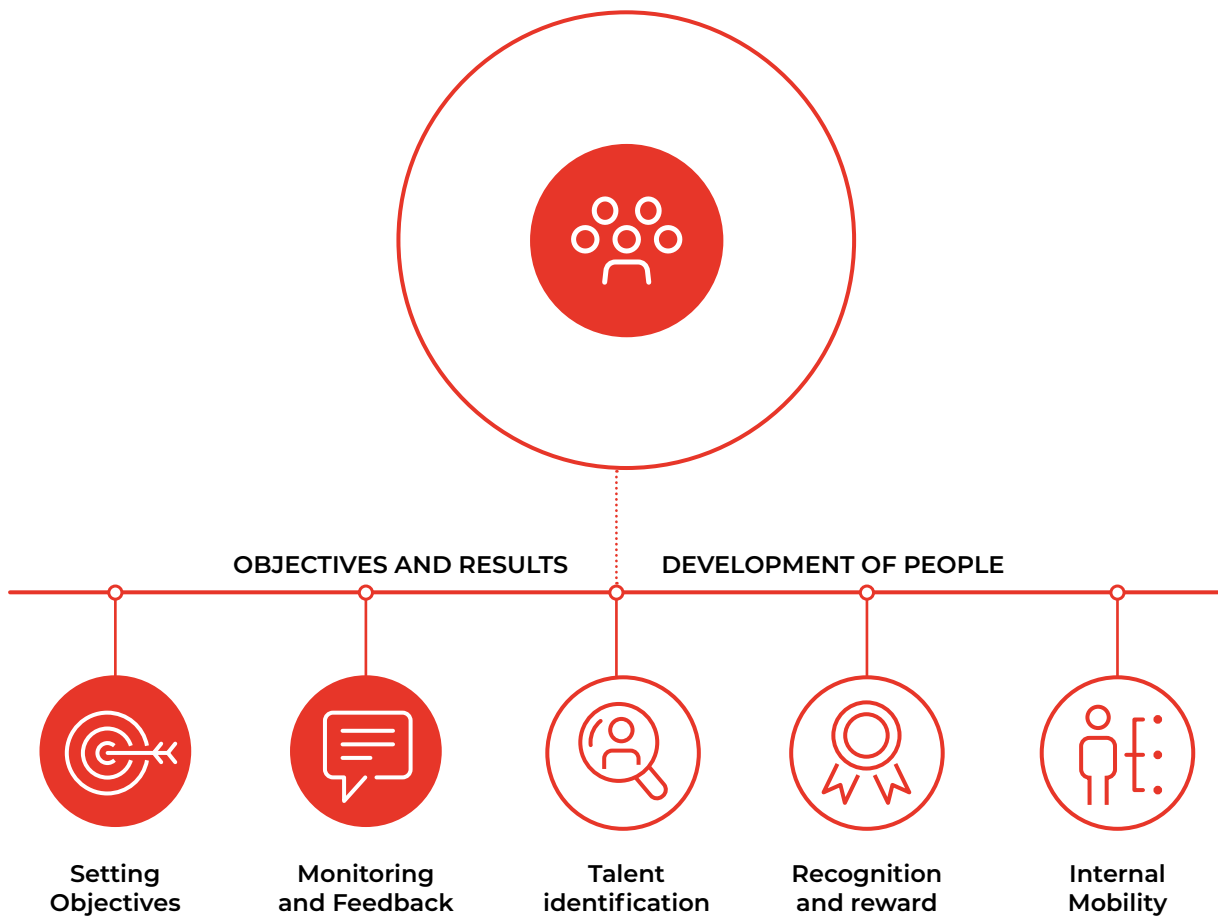 OBJECTIVES AND RESULTS
DEVELOPMENT OF PEOPLE
Setting
Objectives
Monitoring
and Feedback
Talent
identification
Recognition
and reward
Internal
Mobility